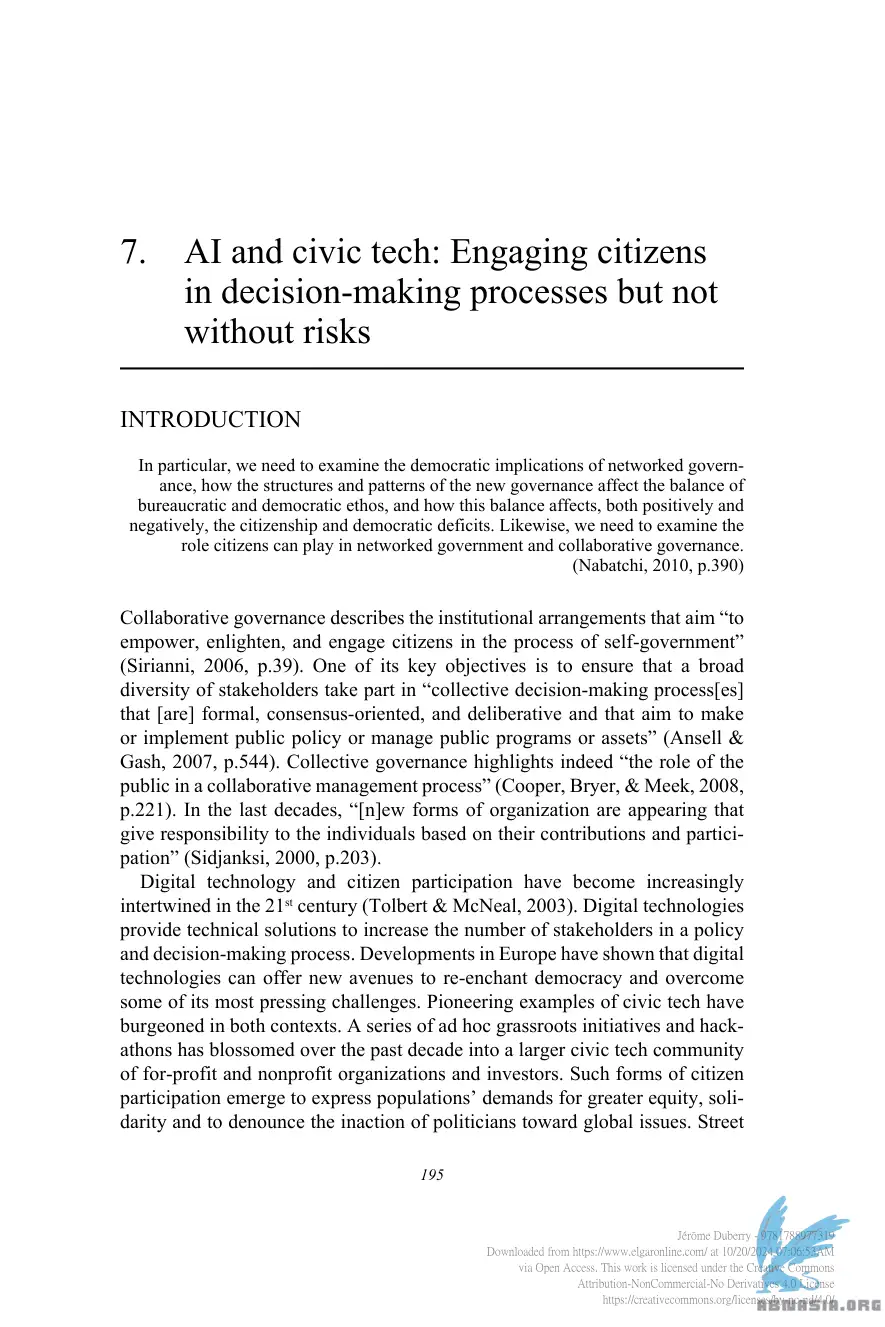 7. AI and civic tech: Engaging citizens
in decision-making processes but not
without risks
INTRODUCTION
In particular, we need to examine the democratic implications of networked govern-
ance, how the structures and patterns of the new governance affect the balance of
bureaucratic and democratic ethos, and how this balance affects, both positively and
negatively, the citizenship and democratic deficits. Likewise, we need to examine the
role citizens can play in networked government and collaborative governance.
(Nabatchi, 2010, p.390)
Collaborative governance describes the institutional arrangements that aim “to
empower, enlighten, and engage citizens in the process of self-government”
(Sirianni, 2006, p.39). One of its key objectives is to ensure that a broad
diversity of stakeholders take part in “collective decision-making process[es]
that [are] formal, consensus-oriented, and deliberative and that aim to make
or implement public policy or manage public programs or assets” (Ansell &
Gash, 2007, p.544). Collective governance highlights indeed “the role of the
public in a collaborative management process” (Cooper, Bryer, & Meek, 2008,
p.221). In the last decades, “[n]ew forms of organization are appearing that
give responsibility to the individuals based on their contributions and partici-
pation” (Sidjanksi, 2000, p.203).
Digital technology and citizen participation have become increasingly
intertwined in the 21st century (Tolbert & McNeal, 2003). Digital technologies
provide technical solutions to increase the number of stakeholders in a policy
and decision-making process. Developments in Europe have shown that digital
technologies can offer new avenues to re-enchant democracy and overcome
some of its most pressing challenges. Pioneering examples of civic tech have
burgeoned in both contexts. A series of ad hoc grassroots initiatives and hack-
athons has blossomed over the past decade into a larger civic tech community
of for-profit and nonprofit organizations and investors. Such forms of citizen
participation emerge to express populations’ demands for greater equity, soli-
darity and to denounce the inaction of politicians toward global issues. Street
195
Jérôme Duberry - 9781788977319
Downloaded from https://www.elgaronline.com/ at 10/20/2024 07:06:53AM
via Open Access. This work is licensed under the Creative Commons
Attribution-NonCommercial-No Derivatives 4.0 License
https://creativecommons.org/licenses/by-nc-nd/4.0/
ABNASIA.ORG